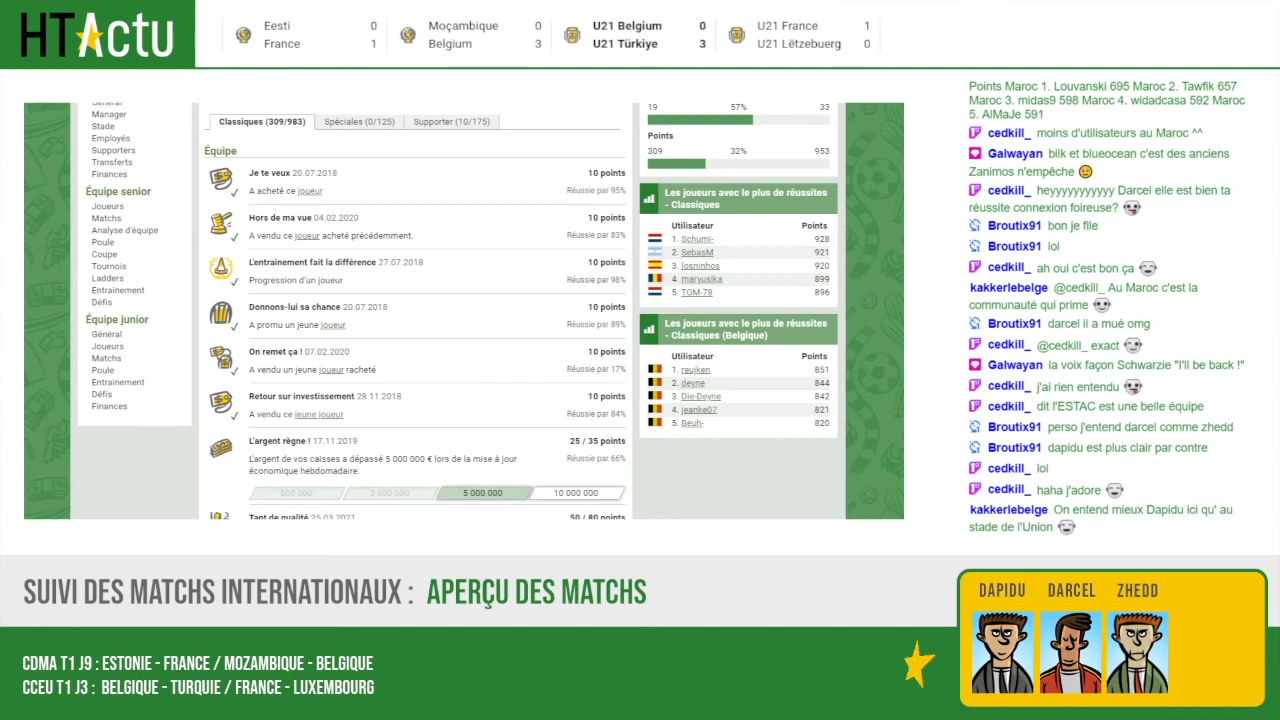 HTActu
Eesti 0
France 1
Moçambique 0
Belgium 3
U21 Belgium 0
U21 Türkiye 3
U21 France 1
U21 Lëtzebuerg 0
Général
Manager
Stade
Employés
Supporters
Transferts
Finances
Équipe senior
Joueurs
Matchs
Analyse d'équipe
Poule
Coupe
Tournois
Ladders
Entrainement
Défis
Équipe junior
Général
Joueurs
Matchs
Poule
Entrainement
Défis
Finances
Classiques (309/983) Spéciales (0/125) Supporter (10/175)
Équipe
Je te veux 20.07.2018 10 points
A acheté ce joueur Réussie par 95%
Hors de ma vue 04.02.2020 10 points
A vendu ce joueur acheté précédemment. Réussie par 83%
L'entrainement fait la différence 27.07.2018 10 points
Progression d'un joueur Réussie par 98%
Donnons-lui sa chance 20.07.2018 10 points
A promu un jeune joueur Réussie par 89%
On remet ça ! 07.02.2020 10 points
A vendu un jeune joueur racheté Réussie par 17%
Retour sur investissement 28.11.2018 10 points
A vendu ce jeune joueur Réussie par 84%
L'argent règne ! 17.11.2019 25 / 35 points
L'argent de vos caisses a dépassé 5 000 000 € lors de la mise à jour Réussie par 66%
économique hebdomadaire.
500 000 2 000 000 5 000 000 10 000 000
Tant de qualité 25.03.2021 50 / 80 points
19 57% 33
Points
309 32% 953
Les joueurs avec le plus de réussites
- Classiques
Utilisateur Points
1. Schumi- 928
2. SebasM 921
3. losninhos 920
4. maryusika 899
5. TOM-78 896
Les joueurs avec le plus de réussites
- Classiques (Belgique)
Utilisateur Points
1. reujken 851
2. deyne 844
3. Die-Deyne 842
4. jeanke07 821
5. Beuh- 820
Points Maroc 1. Louvanski 695 Maroc 2. Tawfik 657
Maroc 3. midas9 598 Maroc 4. widadcasa 592 Maroc
5. AlMaJe 591
cedkill_ moins d'utilisateurs au Maroc ^^
Galwayan bilk et blueocean c'est des anciens
Zanimos n'empêche
cedkill_ heyyyyyyyyyy Darcel elle est bien ta
réussite connexion foireuse?
Broutix91 bon je file
Broutix91 lol
cedkill_ ah oui c'est bon ça
kakkerlebelge @cedkill_ Au Maroc c'est la
communauté qui prime
Broutix91 darcel il a mué omg
cedkill_ @cedkill_ exact
Galwayan la voix façon Schwarzie "I'll be back !"
cedkill_ j'ai rien entendu
cedkill_ dit l'ESTAC est une belle équipe
Broutix91 perso j'entend darcel comme zhedd
Broutix91 dapidu est plus clair par contre
cedkill_ lol
cedkill_ haha j'adore
kakkerlebelge On entend mieux Dapidu ici qu' au
stade de l'Union
SUIVI DES MATCHS INTERNATIONAUX : APERÇU DES MATCHS
DAPIDU DARCEL ZHEDD
CDMA T1 J9 : ESTONIE - FRANCE / MOZAMBIQUE - BELGIQUE
CCEU T1 J3 : BELGIQUE - TURQUIE / FRANCE - LUXEMBOURG